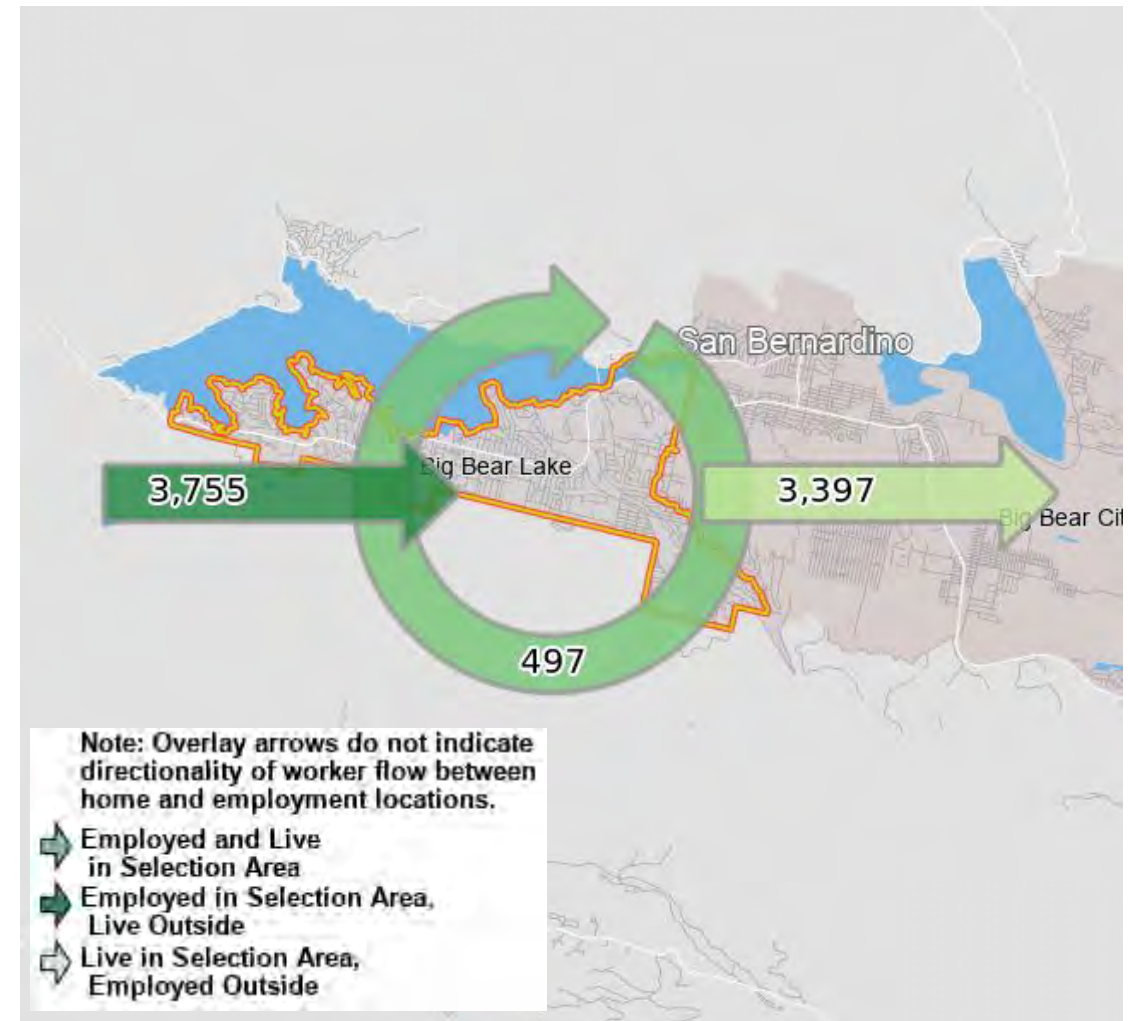 San Bernardino
Big Bear Lake
3,755
3,397
Big Bear Cit
497
Note: Overlay arrows do not indicate
directionality of worker flow between
home and employment locations.
Employed and Live
in Selection Area
Employed in Selection Area,
Live Outside
Live in Selection Area,
Employed Outside